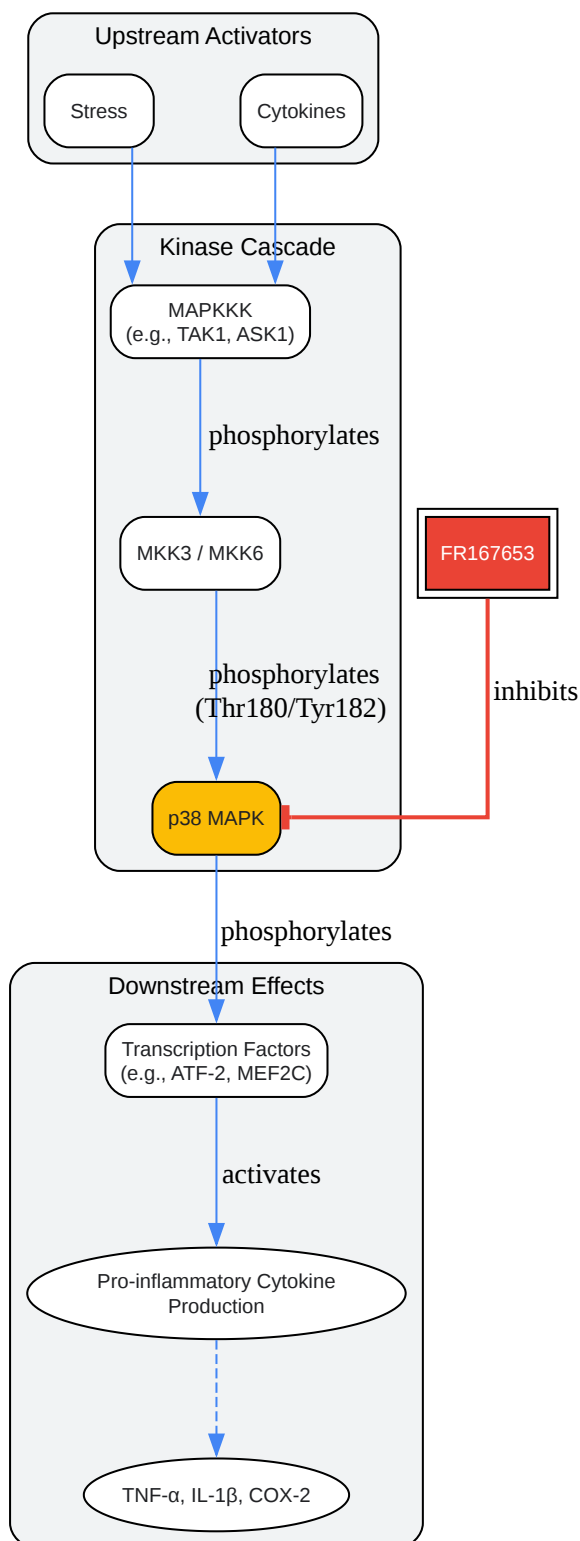 Upstream Activators
Stress
Cytokines
Kinase Cascade
MAPKKK
(e.g., TAK1, ASK1)
phosphorylates
MKK3 / MKK6
FR167653
phosphorylates
(Thr180/Tyr182)
inhibits
p38 MAPK
phosphorylates
Downstream Effects
Transcription Factors
(e.g., ATF-2, MEF2C)
activates
Pro-inflammatory Cytokine
Production
TNF-α, IL-1β, COX-2